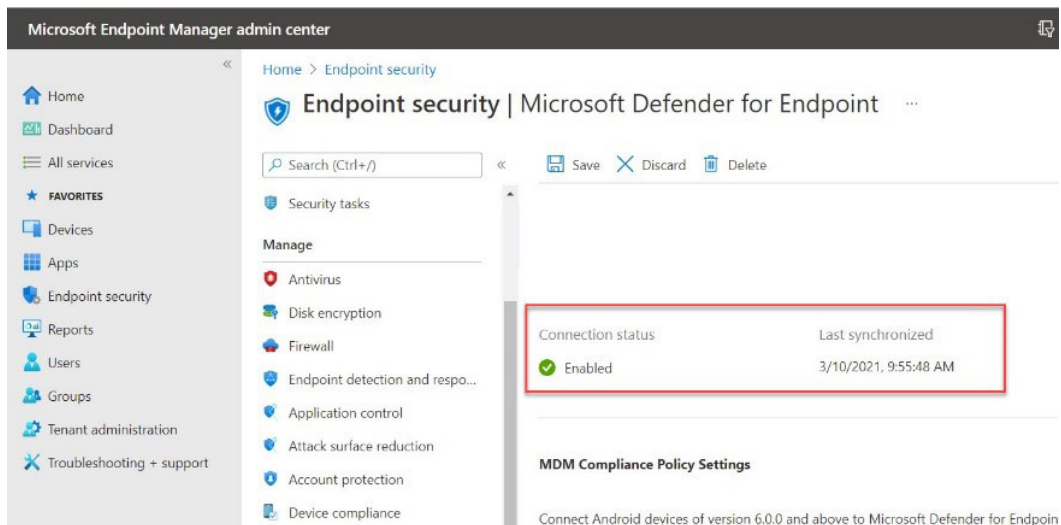 Microsoft Endpoint Manager admin center
«
Home
Dashboard
All services
FAVORITES
Devices
Apps
Endpoint security
Reports
Users
Groups
Tenant administration
Troubleshooting + support
Home > Endpoint security
Endpoint security | Microsoft Defender for Endpoint ...
Search (Ctrl+/) «
Security tasks
Manage
Antivirus
Disk encryption
Firewall
Endpoint detection and respo...
Application control
Attack surface reduction
Account protection
Device compliance
Save Discard Delete
Connection status Last synchronized
Enabled 3/10/2021, 9:55:48 AM
MDM Compliance Policy Settings
Connect Android devices of version 6.0.0 and above to Microsoft Defender for Endpoin